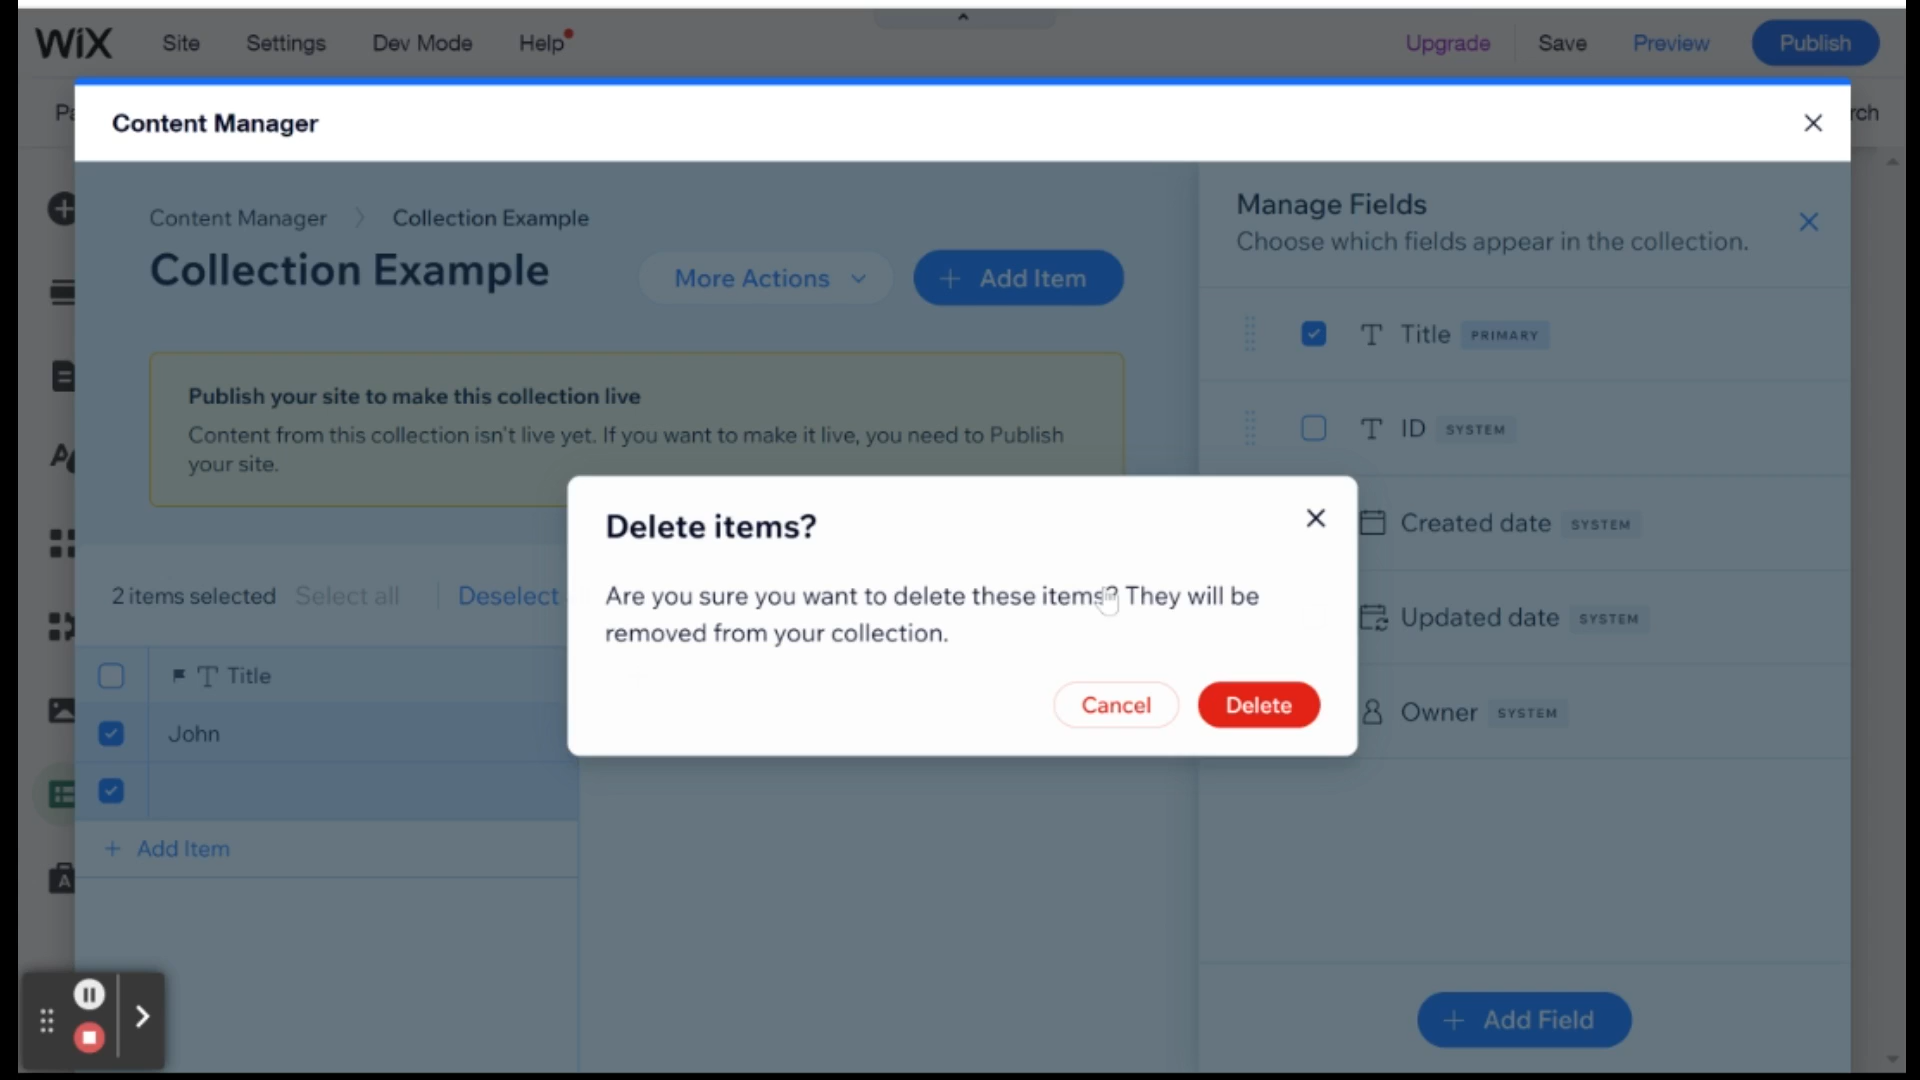 WiX
Site
Settings
Dev Mode
Help
Upgrade
Save
Preview
Publish
Content Manager
Content Manager
Collection Example
Collection Example
More Actions
+ Add Item
Publish your site to make this collection live
Content from this collection isn't live yet. If you want to make it live, you need to Publish
your site.
2 items selected
Select all
Deselect
Title
John
+ Add Item
Delete items?
Are you sure you want to delete these items? They will be
removed from your collection.
Cancel
Delete
Manage Fields
Choose which fields appear in the collection.
Title PRIMARY
ID SYSTEM
Created date SYSTEM
Updated date SYSTEM
Owner SYSTEM
+ Add Field